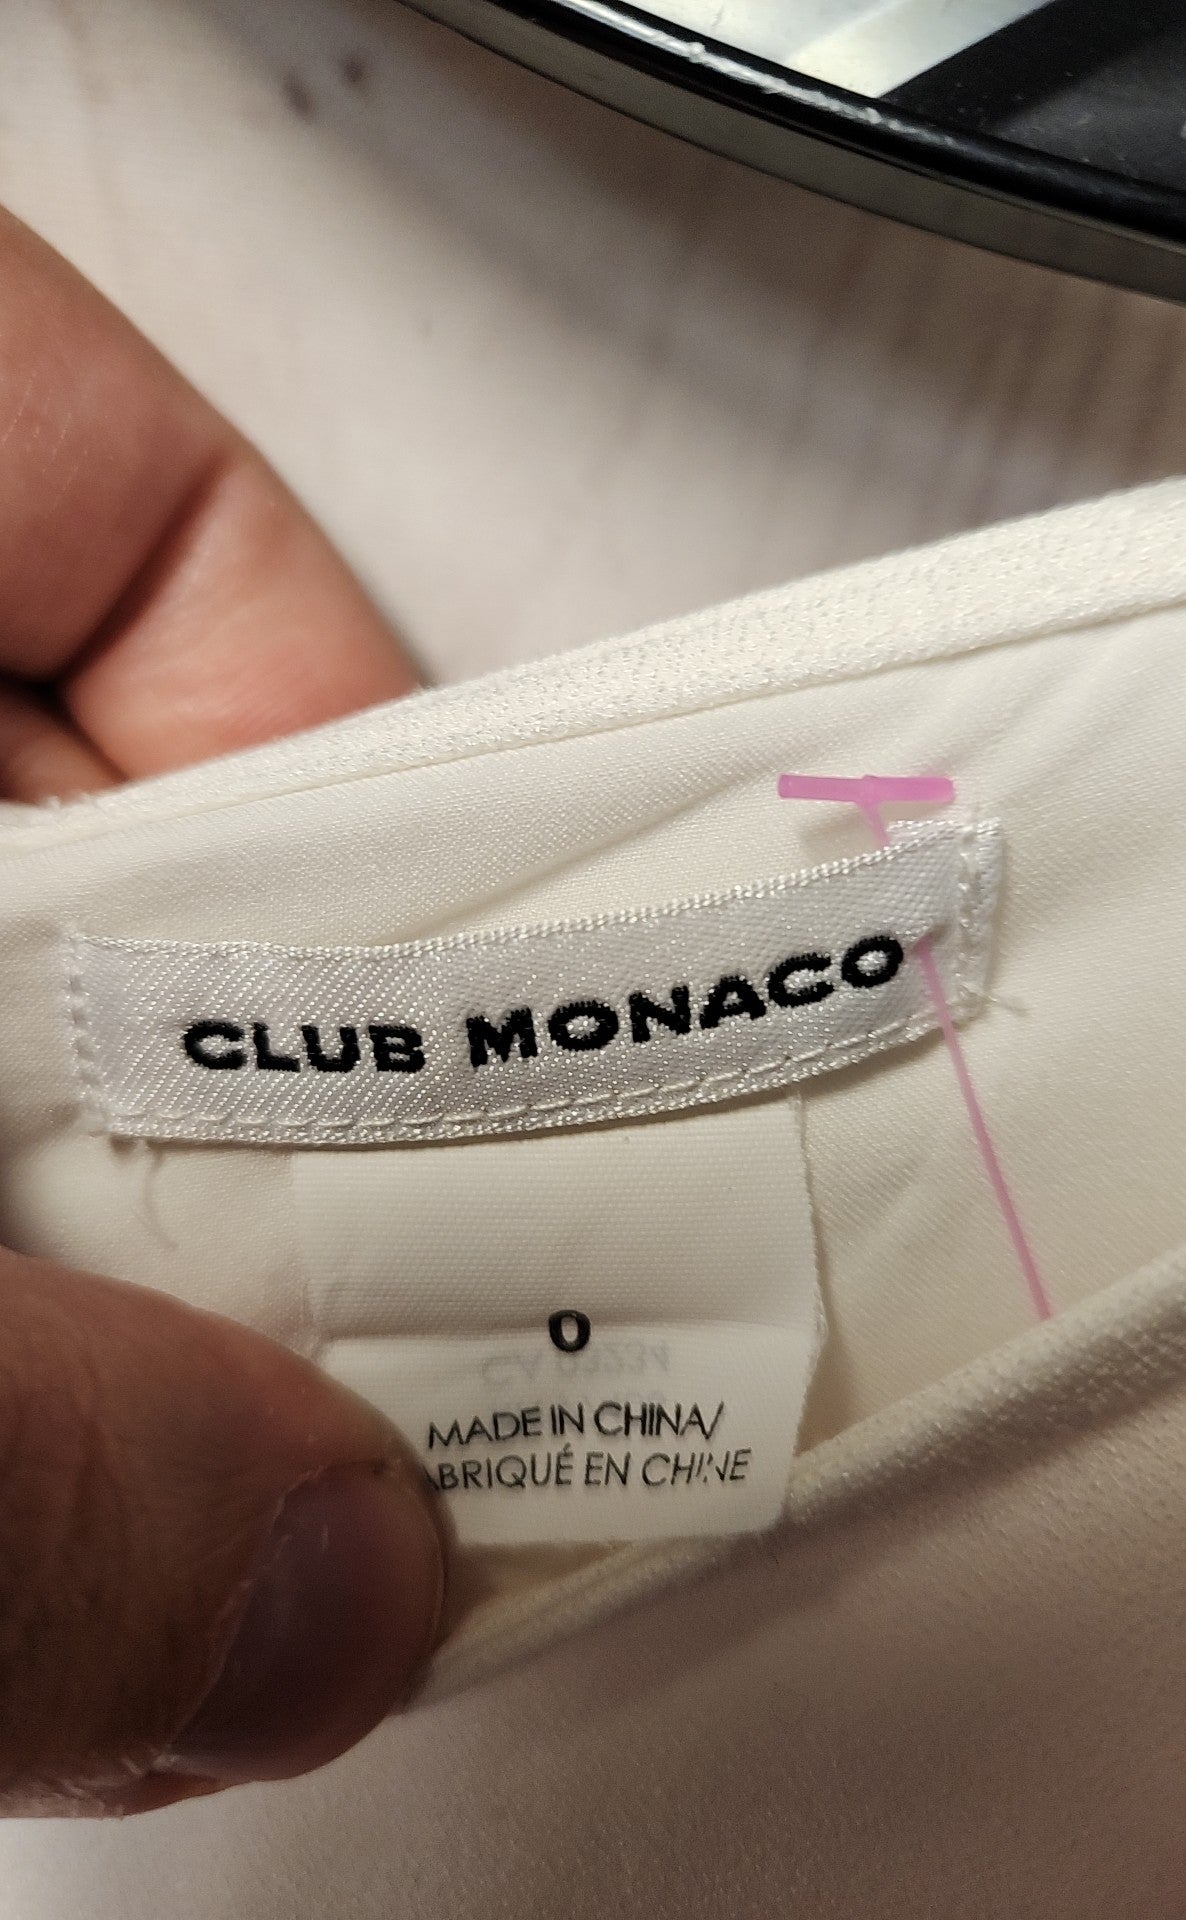 CLUB MONACO
0
MADE IN CHINA/
ABRIQUÉ EN CHINE